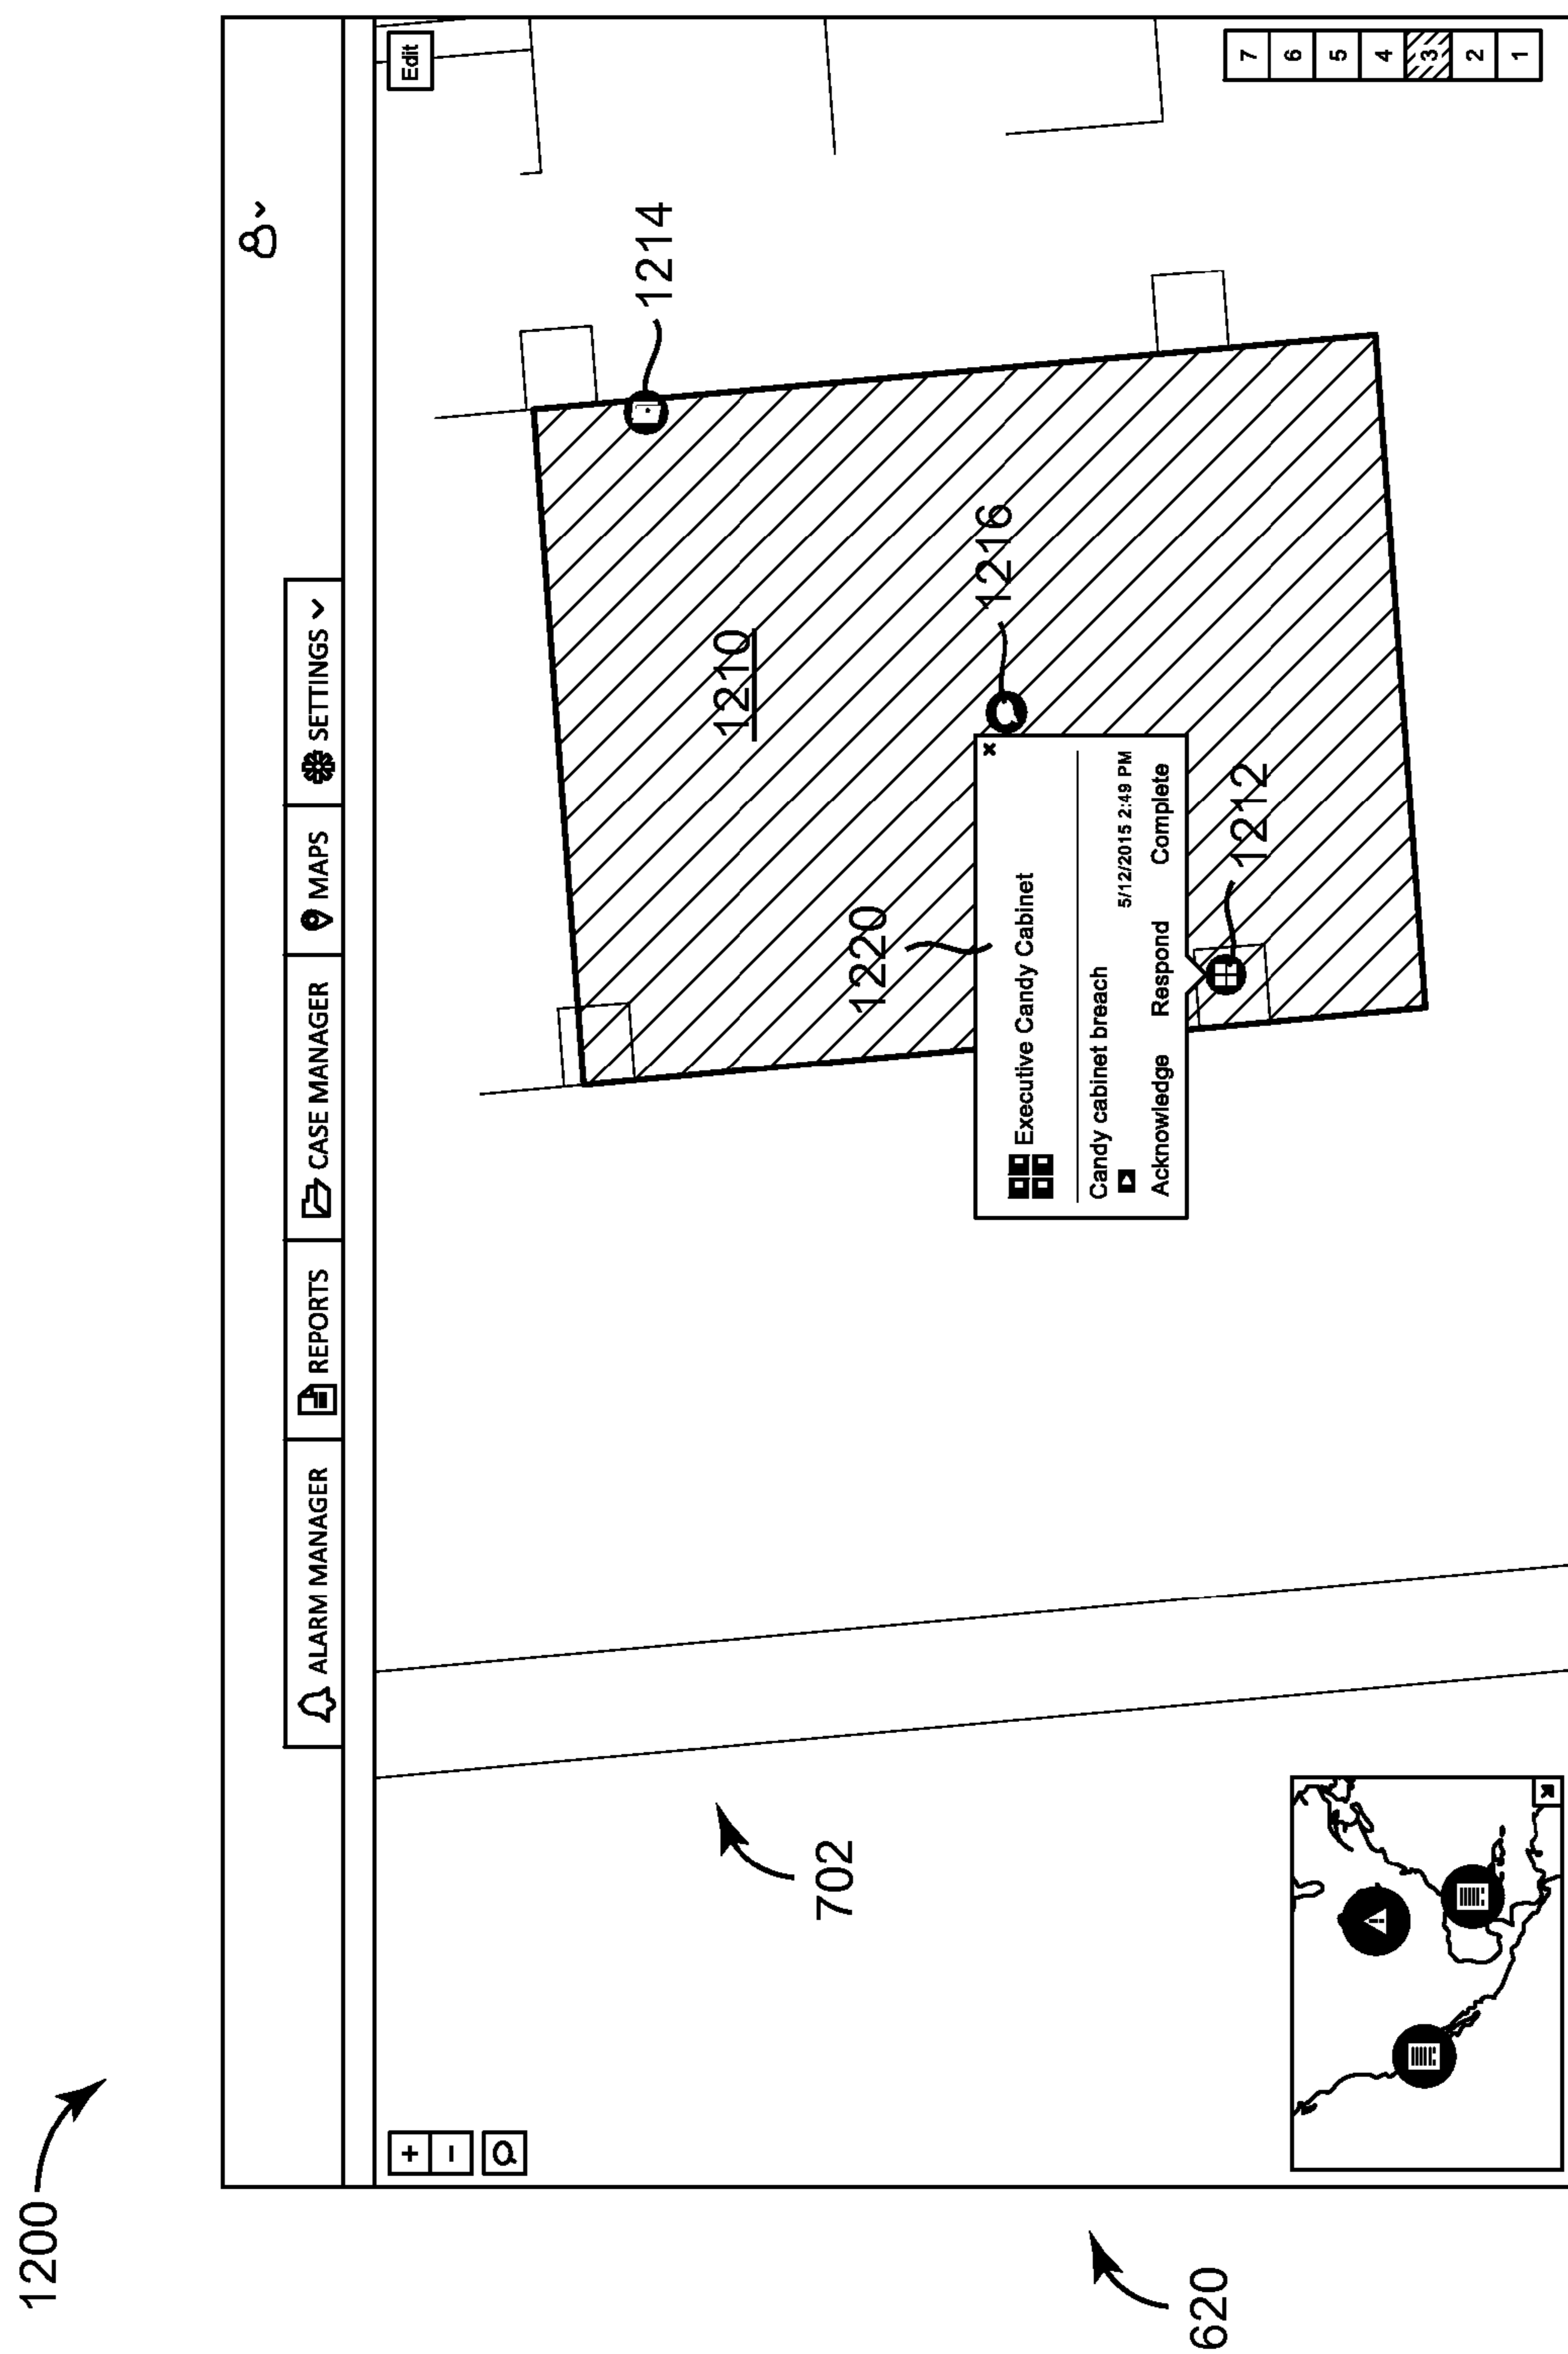 1200
ALARM MANAGER REPORTS CASE MANAGER MAPS SETTINGS
+
-
Edit
1214
1210
1220
1216
Executive Candy Cabinet x
Candy cabinet breach
5/12/2015 2:49 PM
Acknowledge Respond Complete
1212
702
7
6
5
4
3
2
1
620